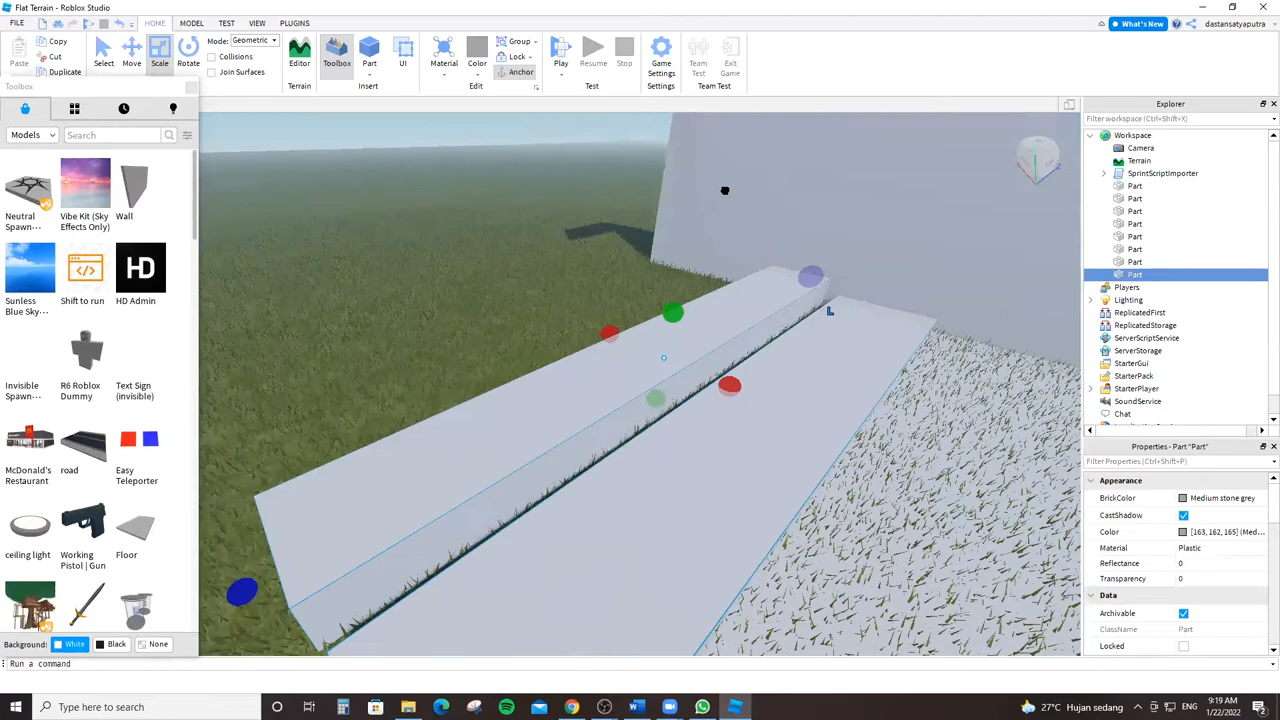 Flat Terrain - Roblox Studio
FILE HOME MODEL TEST VIEW PLUGINS What's New dastansatyaputra
Paste Copy Cut Duplicate
Select Move Scale Rotate
Mode: Geometric
Collisions
Join Surfaces
Editor Toolbox Part UI
Material Color Group Lock Anchor
Play Resume Stop
Game Settings Team Test Exit Game
Terrain Insert Edit Test Settings Team Test
Toolbox
Models Search
Neutral Spawn... Vibe Kit (Sky Effects Only) Wall
Sunless Blue Sky... Shift to run HD Admin
HD
Invisible Spawn... R6 Roblox Dummy Text Sign (invisible)
McDonald's Restaurant road Easy Teleporter
ceiling light Working Pistol | Gun Floor
Background: White Black None
Run a command
Explorer
Filter workspace (Ctrl+Shift+X)
Workspace
Camera
Terrain
SprintScriptImporter
Part
Part
Part
Part
Part
Part
Part
Part
Players
Lighting
ReplicatedFirst
ReplicatedStorage
ServerScriptService
ServerStorage
StarterGui
StarterPack
StarterPlayer
SoundService
Chat
Properties - Part "Part"
Filter Properties (Ctrl+Shift+P)
Appearance
BrickColor Medium stone grey
CastShadow
Color [163, 162, 165] (Med...
Material Plastic
Reflectance 0
Transparency 0
Data
Archivable
ClassName Part
Locked
Type here to search
27°C Hujan sedang ENG 9:19 AM
1/22/2022